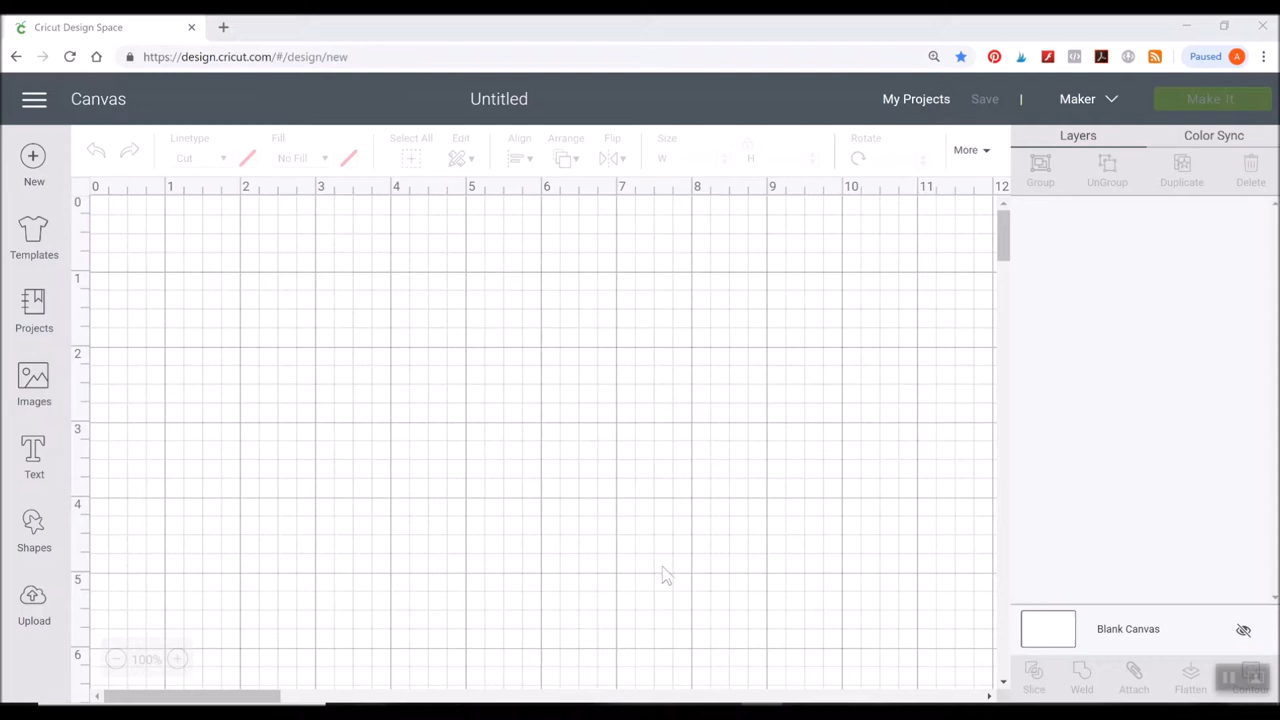 Cricut Design Space
https://design.cricut.com/#/design/new
Paused A
Canvas
Untitled
My Projects Save | Maker Make It
Linetype Fill Select All Edit Align Arrange Flip Size Rotate
Cut No Fill W H More
Layers Color Sync
Group UnGroup Duplicate Delete
0 1 2 3 4 5 6 7 8 9 10 11 12
0
1
2
3
4
5
6
New
Templates
Projects
Images
Text
Shapes
Upload
100%
Blank Canvas
Slice Weld Attach Flatten Contour